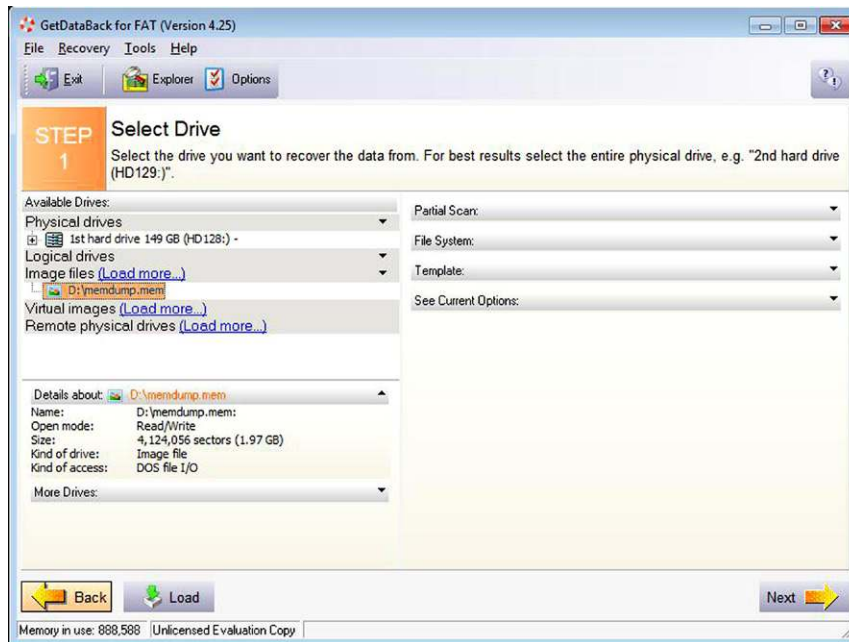 GetDataBack for FAT (Version 4.25)
File Recovery Tools Help
Exit Explorer Options
STEP 1
Select Drive
Select the drive you want to recover the data from. For best results select the entire physical drive, e.g. "2nd hard drive
(HD129:)".
Available Drives:
Physical drives
1st hard drive 149 GB (HD128:) -
Logical drives
Image files (Load more...)
D:\memdump.mem
Virtual images (Load more...)
Remote physical drives (Load more...)
Partial Scan:
File System:
Template:
See Current Options:
Details about: D:\memdump.mem
Name: D:\memdump.mem:
Open mode: Read/Write
Size: 4,124,056 sectors (1.97 GB)
Kind of drive: Image file
Kind of access: DOS file I/O
More Drives:
Back Load Next
Memory in use: 888,588 Unlicensed Evaluation Copy